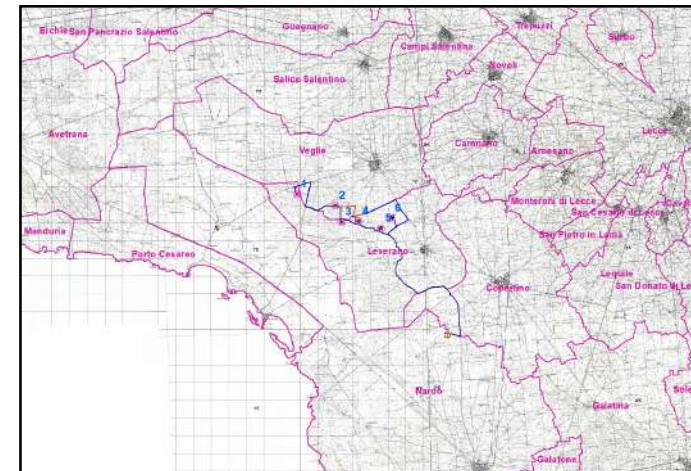 Erchie
San Pancrazio Salentino
Guagnano
Campi Salentina
Trepuzzi
Surbo
Salice Salentino
Novoli
Avetrana
Veglie
Carmiano
Arnesano
Lecce
1
2
3
4
5
6
Monteroni di Lecce
San Cesario di Lecce
San Pietro in Lama
Manduria
Porto Cesareo
Leverano
Copertino
Lequile
San Donato di Le
Nardò
Galatina
Sole
Galatone